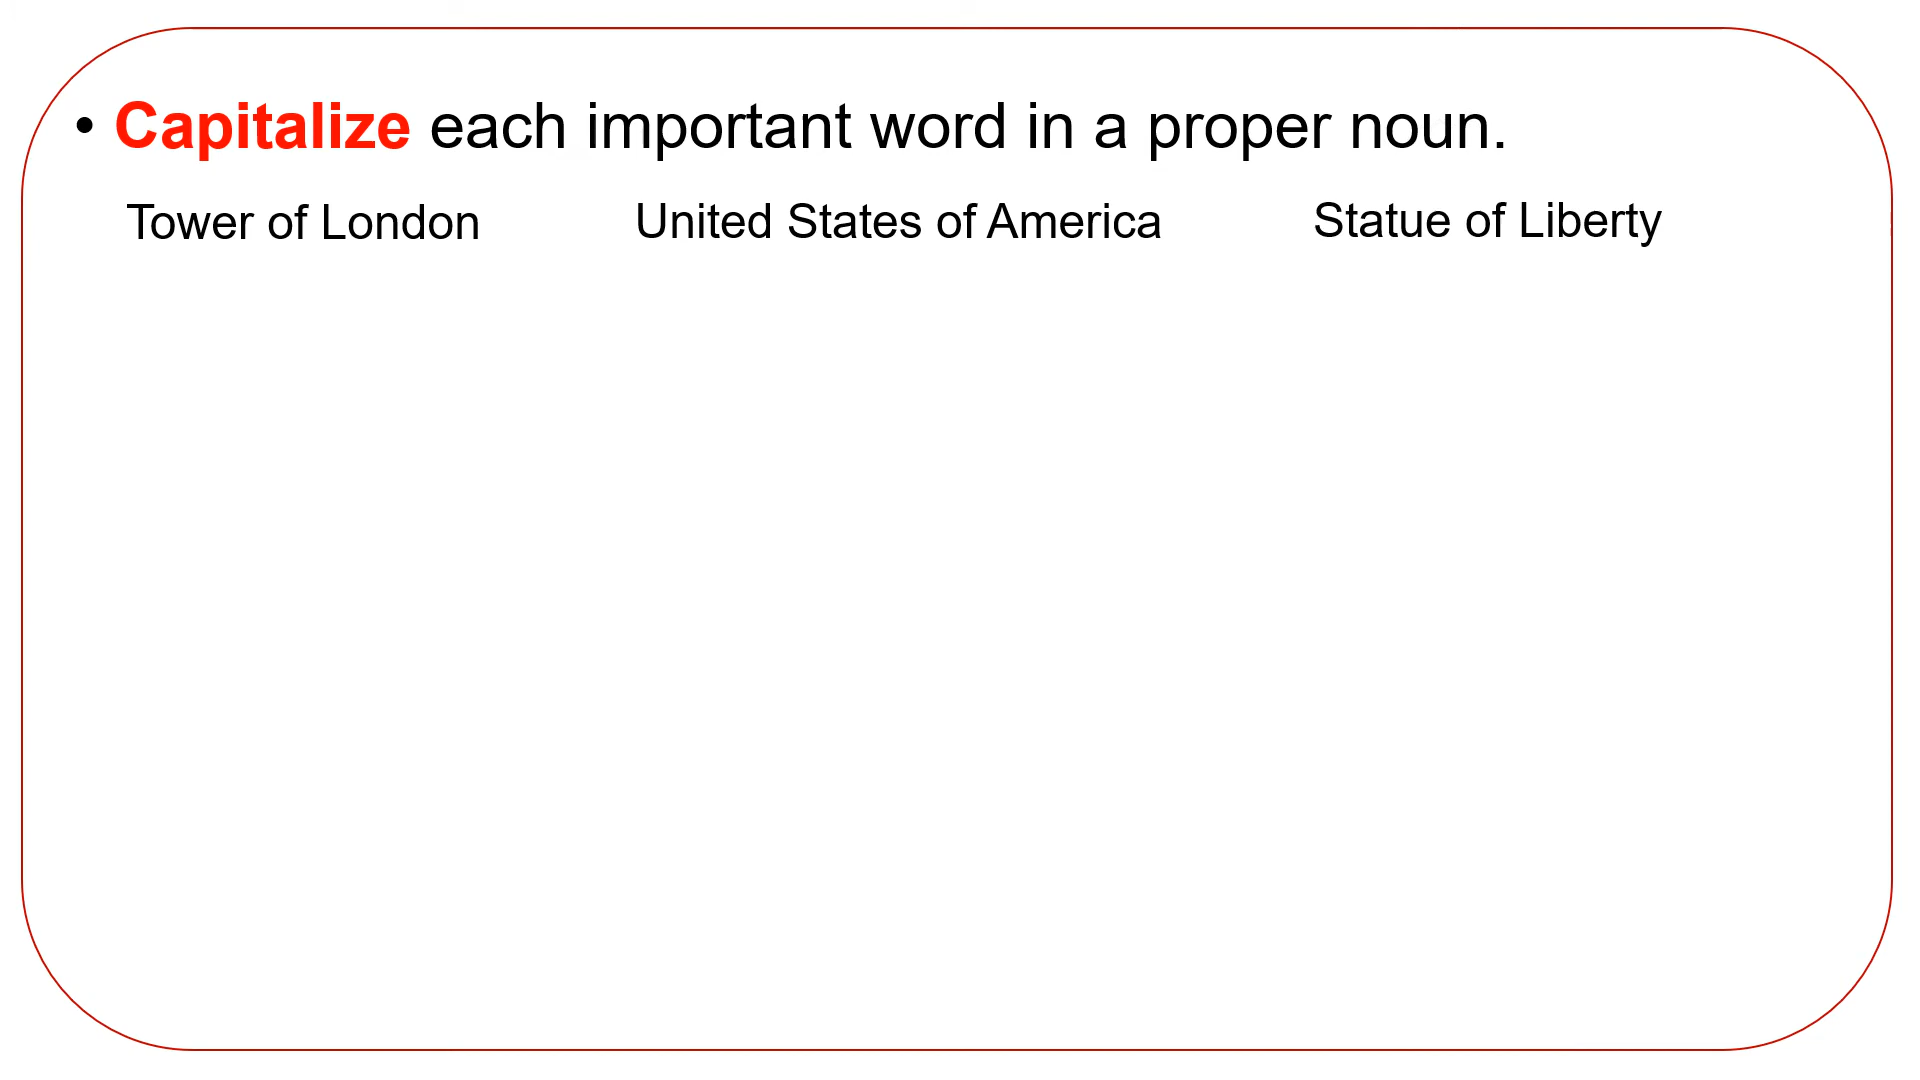 • Capitalize each important word in a proper noun.
Tower of London United States of America Statue of Liberty